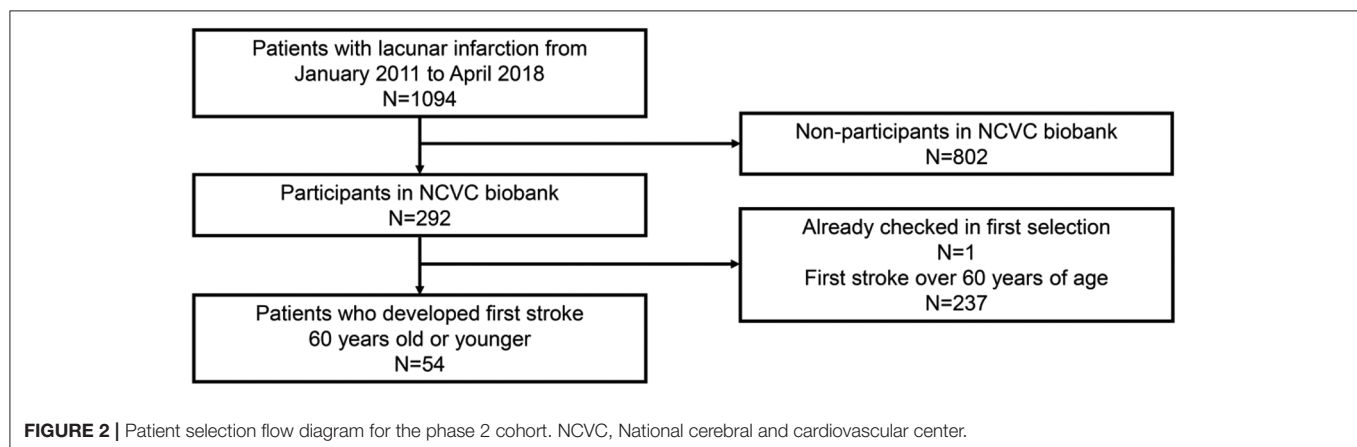 Patients with lacunar infarction from
January 2011 to April 2018
N=1094
Non-participants in NCVC biobank
N=802
Participants in NCVC biobank
N=292
Already checked in first selection
N=1
First stroke over 60 years of age
N=237
Patients who developed first stroke
60 years old or younger
N=54
FIGURE 2 | Patient selection flow diagram for the phase 2 cohort. NCVC, National cerebral and cardiovascular center.